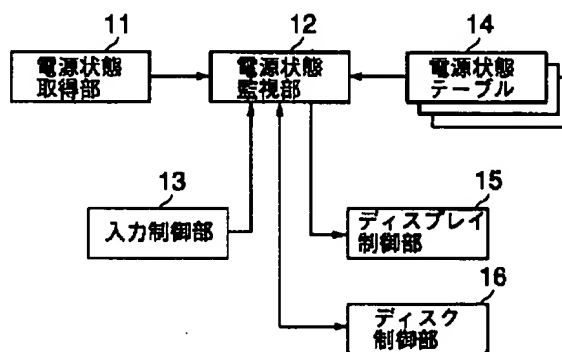 11
電源状態
取得部
12
電源状態
監視部
14
電源状態
テーブル
13
入力制御部
15
ディスプレイ
制御部
16
ディスク
制御部